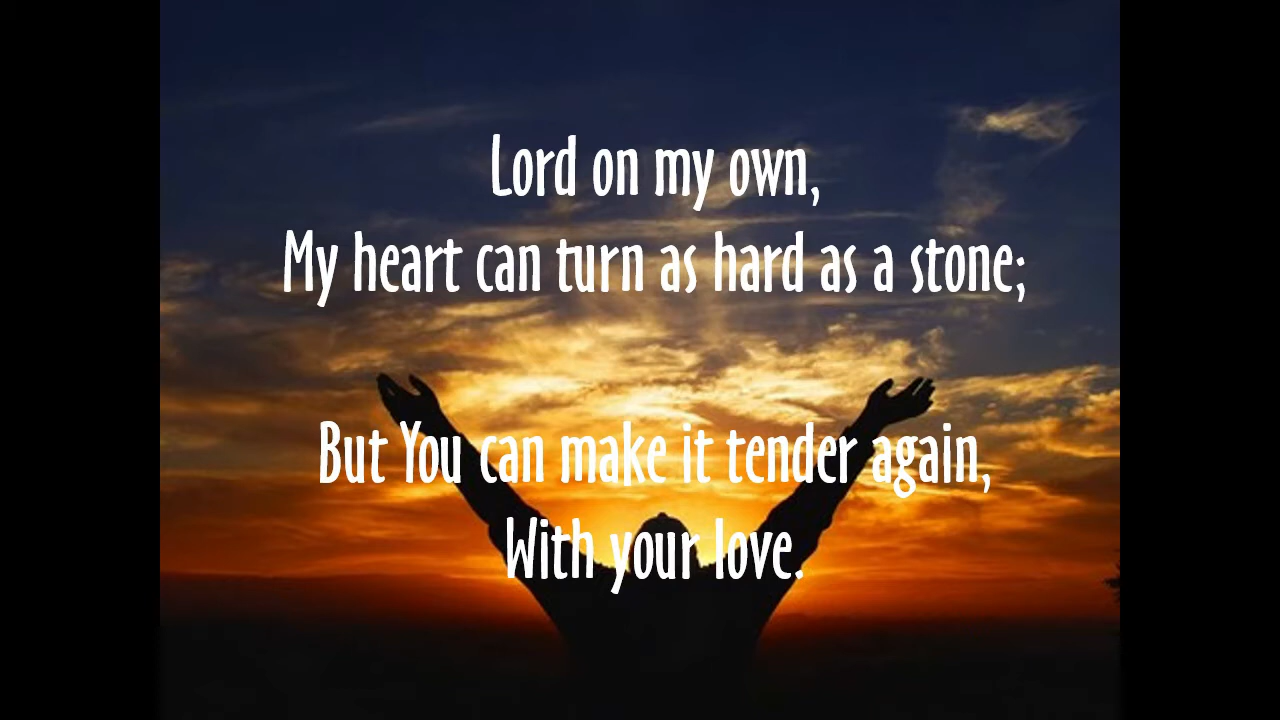 Lord on my own,
My heart can turn as hard as a stone;
But You can make it tender again,
With your love.